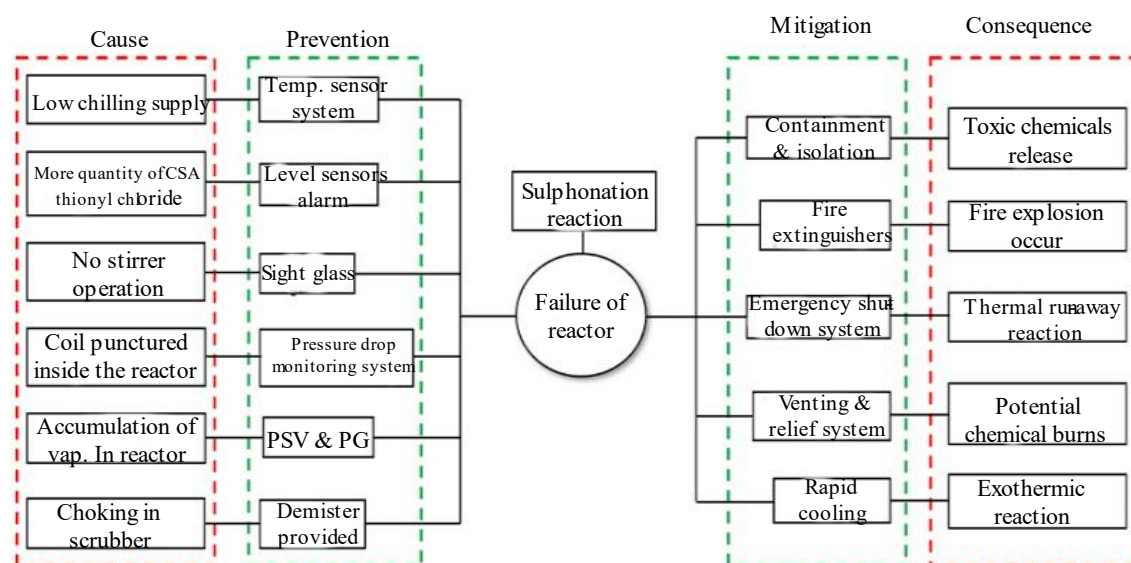 Cause
Prevention
Mitigation
Consequence
Low chilling supply
Temp. sensor
system
More quantity of CSA
thionyl chloride
Level sensors
alarm
No stirrer
operation
Sight glass
Coil punctured
inside the reactor
Pressure drop
monitoring system
Accumulation of
vap. In reactor
PSV & PG
Choking in
scrubber
Demister
provided
Sulphonation
reaction
Failure of
reactor
Containment
& isolation
Toxic chemicals
release
Fire
extinguishers
Fire explosion
occur
Emergency shut
down system
Thermal runaway
reaction
Venting &
relief system
Potential
chemical burns
Rapid
cooling
Exothermic
reaction